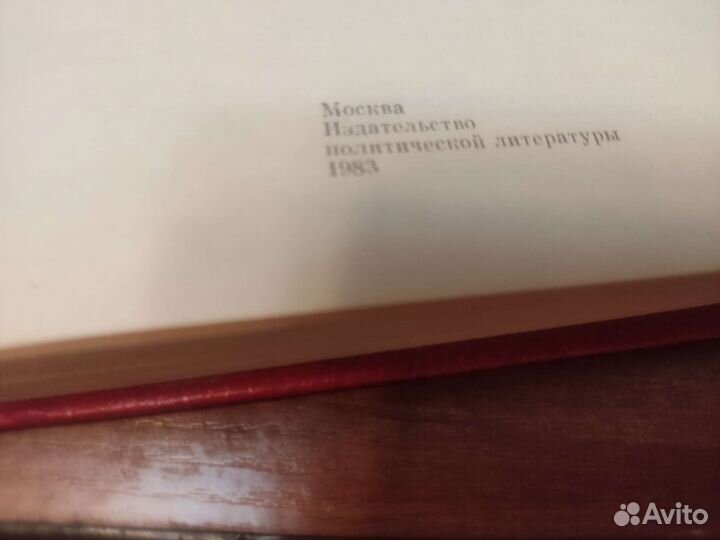 Москва
Издательство
политической литературы
1983
Avito